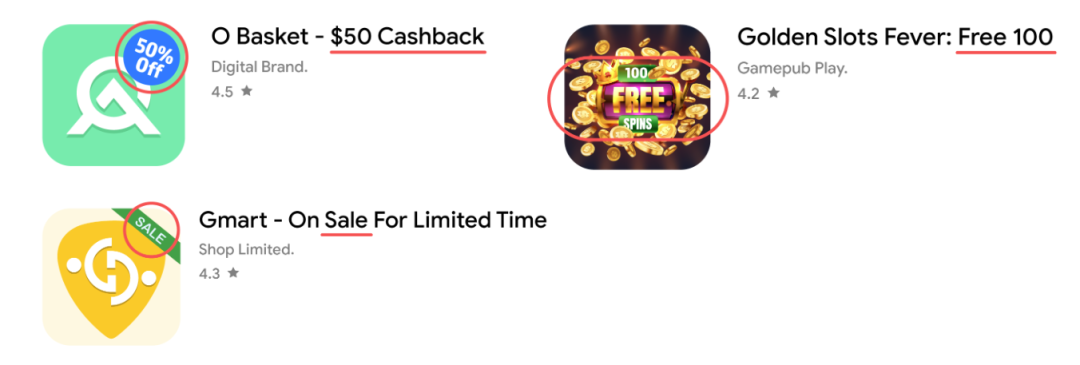 50%
Off
O Basket - $50 Cashback
Digital Brand.
4.5 ★
100
FREE
SPINS
Golden Slots Fever: Free 100
Gamepub Play.
4.2 ★
SALE
Gmart - On Sale For Limited Time
Shop Limited.
4.3 ★